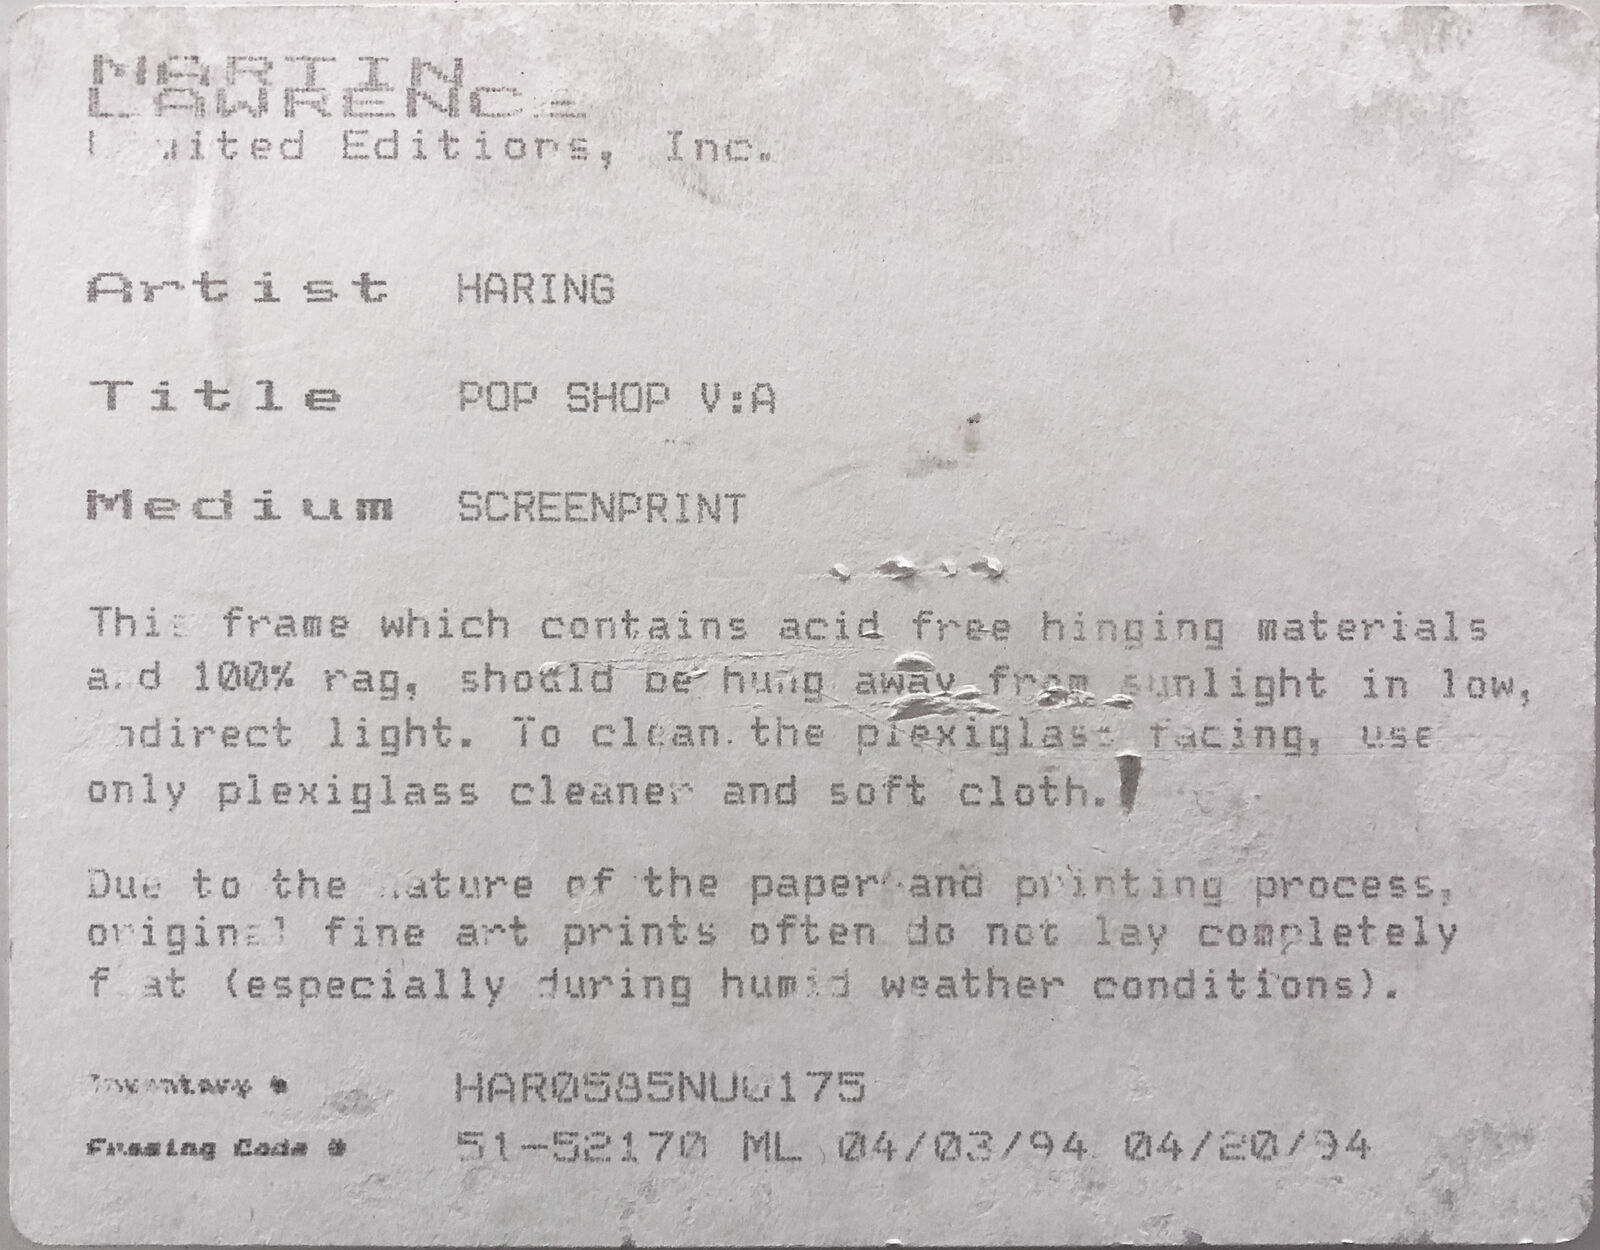 MARTIN
LAWRENCE
Limited Editions, Inc.
Artist HARING
Title POP SHOP V:A
Medium SCREENPRINT
This frame which contains acid free hinging materials
and 100% rag, should be hung away from sunlight in low,
indirect light. To clean the plexiglass facing, use
only plexiglass cleaner and soft cloth.
Due to the nature of the paper and printing process,
original fine art prints often do not lay completely
flat (especially during humid weather conditions).
Inventory #
Framing Code # 51-52170 ML 04/03/94 04/20/94